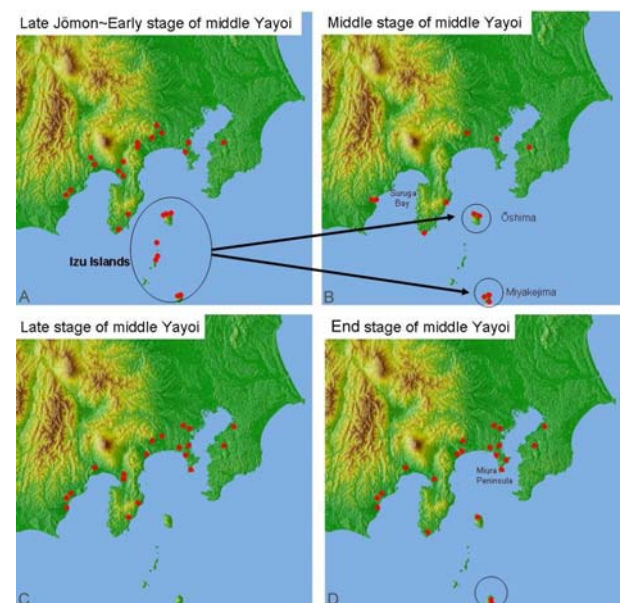 Late Jōmon~Early stage of middle Yayoi
Izu Islands
A
Middle stage of middle Yayoi
Suruga
Bay
Ōshima
Miyakejima
B
Late stage of middle Yayoi
C
End stage of middle Yayoi
Miura
Peninsula
D